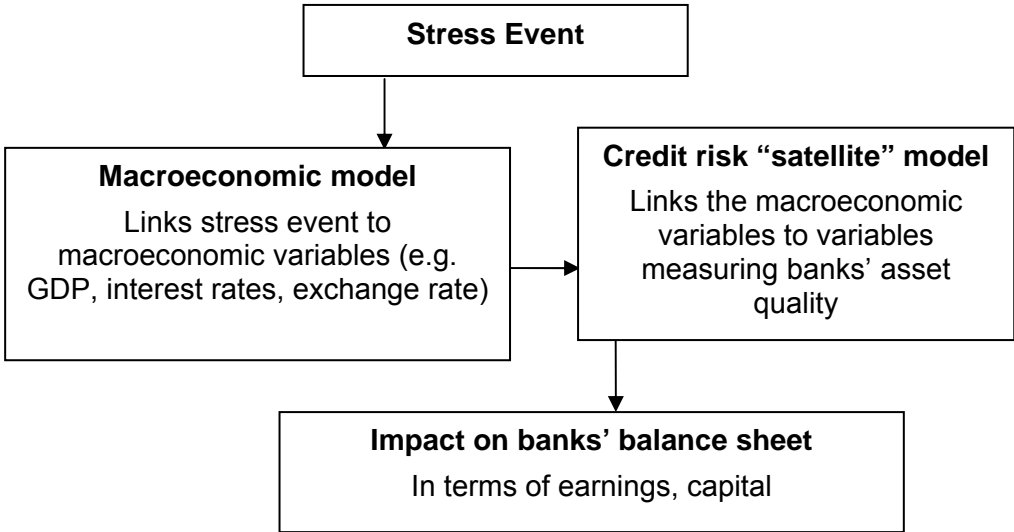 Stress Event
Macroeconomic model
Links stress event to
macroeconomic variables (e.g.
GDP, interest rates, exchange rate)
Credit risk “satellite” model
Links the macroeconomic
variables to variables
measuring banks’ asset
quality
Impact on banks’ balance sheet
In terms of earnings, capital